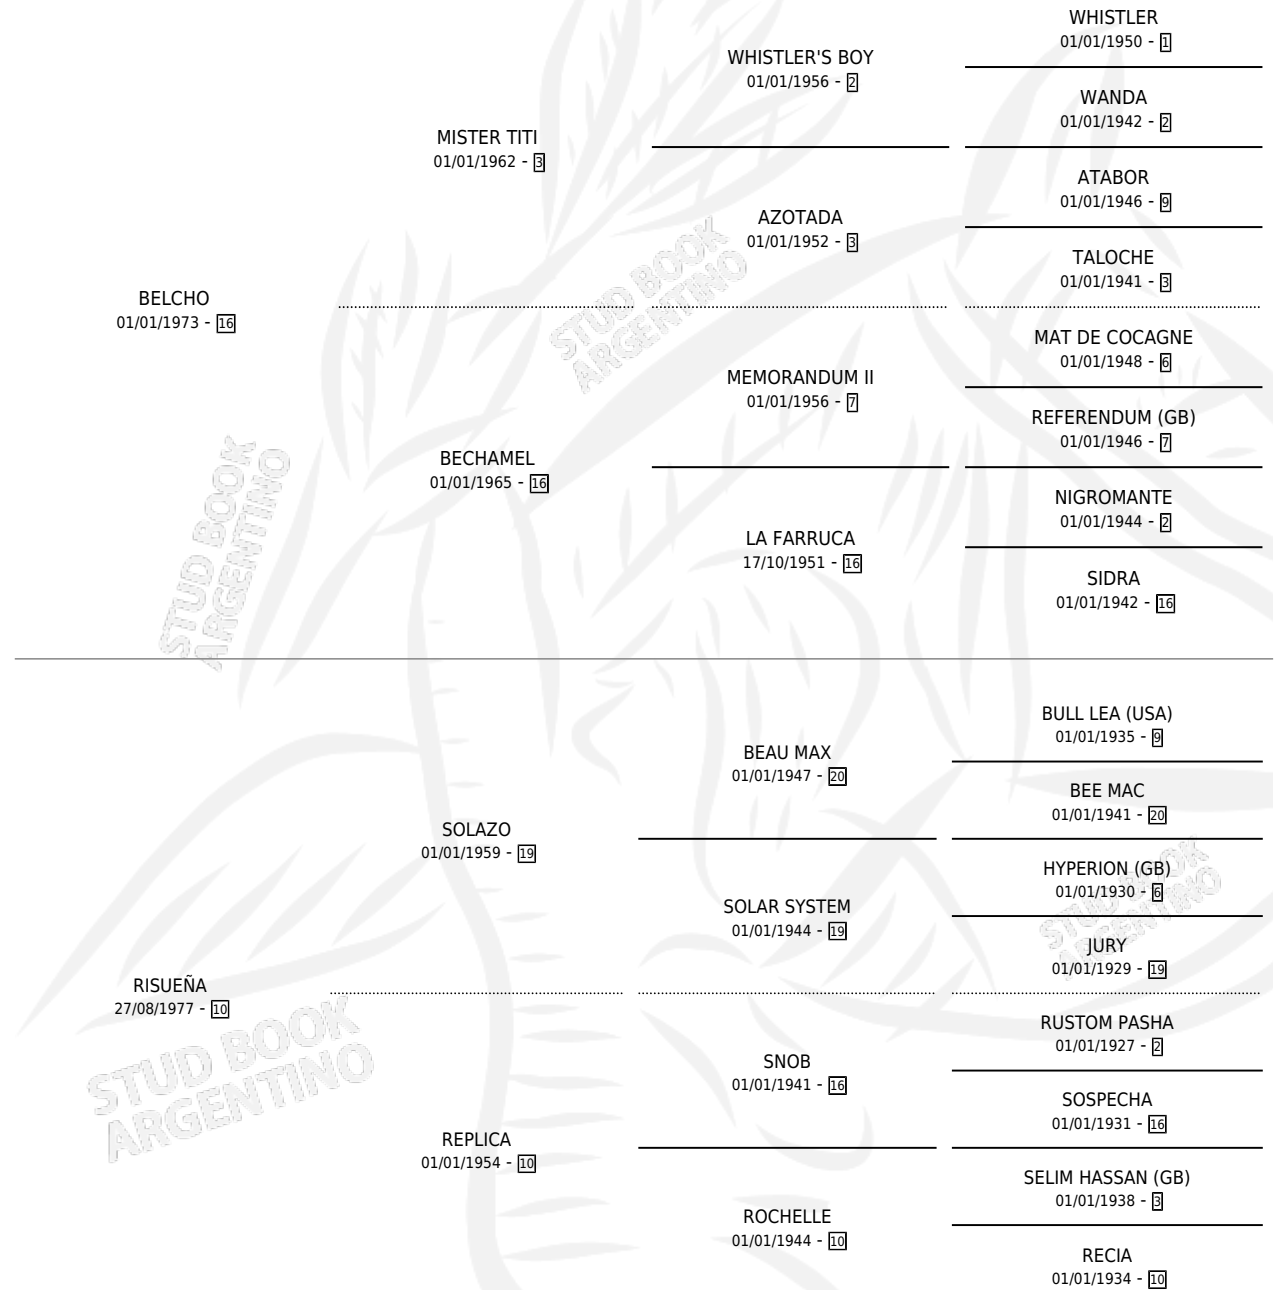 WHISTLER
01/01/1950 - 1
WHISTLER'S BOY
01/01/1956 - 2
WANDA
01/01/1942 - 2
MISTER TITI
01/01/1962 - 3
ATABOR
01/01/1946 - 9
AZOTADA
01/01/1952 - 3
TALOCHE
01/01/1941 - 3
BELCHO
01/01/1973 - 16
MAT DE COCAGNE
01/01/1948 - 6
MEMORANDUM II
01/01/1956 - 7
REFERENDUM (GB)
01/01/1946 - 7
BECHAMEL
01/01/1965 - 16
NIGROMANTE
01/01/1944 - 2
LA FARRUCA
17/10/1951 - 16
SIDRA
01/01/1942 - 16
STUD BOOK
ARGENTINO
STUD BOOK
ARGENTINO
BULL LEA (USA)
01/01/1935 - 9
BEAU MAX
01/01/1947 - 20
BEE MAC
01/01/1941 - 20
SOLAZO
01/01/1959 - 19
HYPERION (GB)
01/01/1930 - 6
SOLAR SYSTEM
01/01/1944 - 19
JURY
01/01/1929 - 19
STUD BOOK
ARGENTINO
RISUEÑA
27/08/1977 - 10
RUSTOM PASHA
01/01/1927 - 2
SNOB
01/01/1941 - 16
SOSPECHA
01/01/1931 - 16
REPLICA
01/01/1954 - 10
SELIM HASSAN (GB)
01/01/1938 - 3
ROCHELLE
01/01/1944 - 10
RECIA
01/01/1934 - 10
STUD BOOK
ARGENTINO